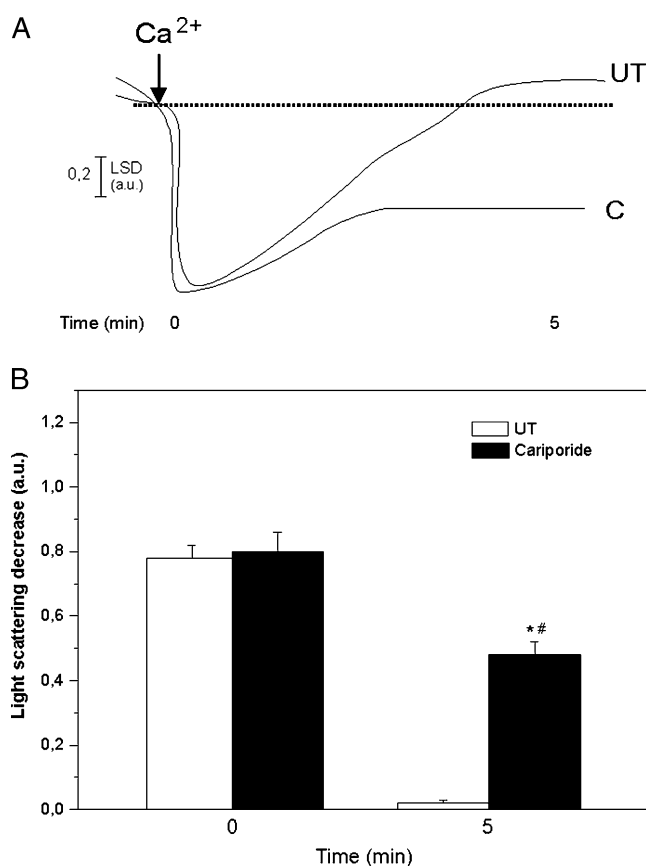 A
Ca2+
UT
0,2 LSD
(a.u.)
C
Time (min) 0 5
B
Light scattering decrease (a.u.)
1,2
1,0
0,8
0,6
0,4
0,2
0,0
UT
Cariporide
*#
0 5
Time (min)